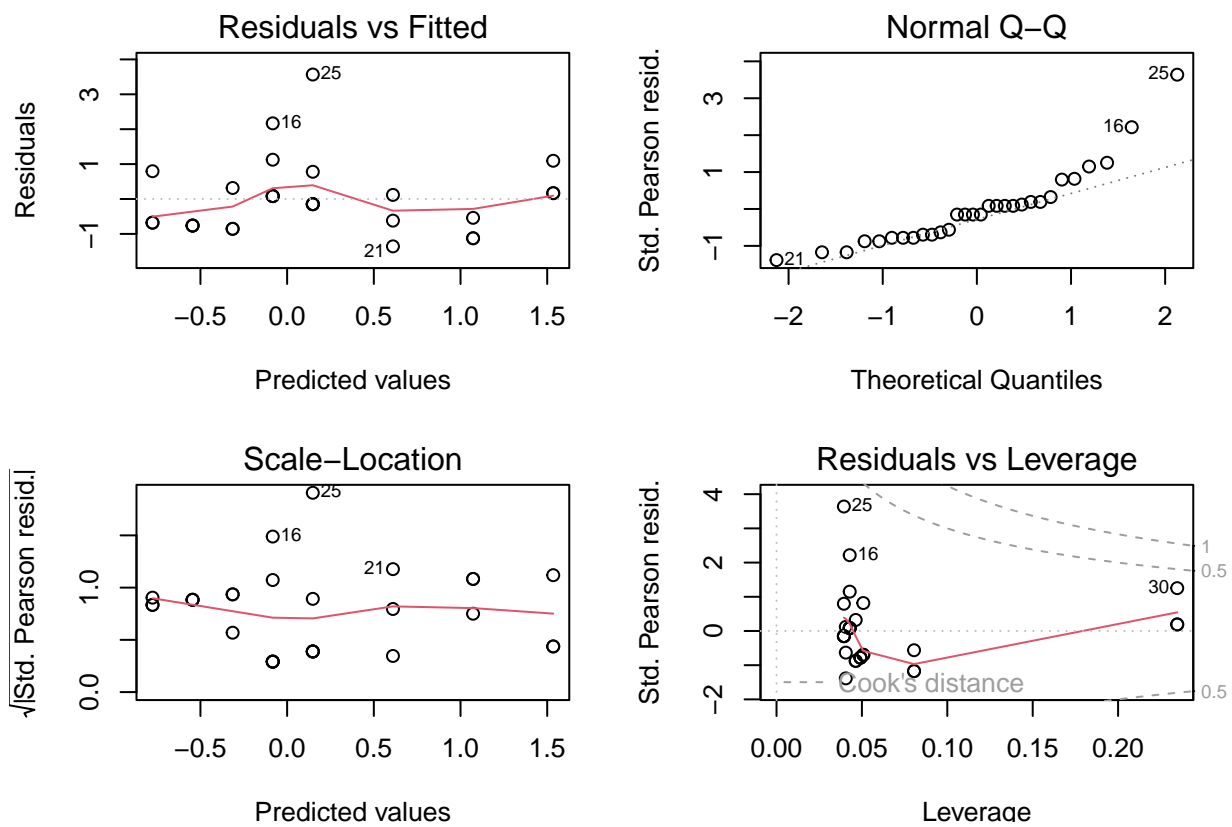 Residuals vs Fitted
Residuals
3
1
−1
25
16
21
−0.5 0.0 0.5 1.0 1.5
Predicted values
Normal Q−Q
Std. Pearson resid.
3
1
−1
25
16
21
−2 −1 0 1 2
Theoretical Quantiles
Scale−Location
√|Std. Pearson resid.|
1.0
0.0
25
16
21
−0.5 0.0 0.5 1.0 1.5
Predicted values
Residuals vs Leverage
Std. Pearson resid.
4
2
0
−2
25
16
30
1
0.5
0.5
Cook's distance
0.00 0.05 0.10 0.15 0.20
Leverage